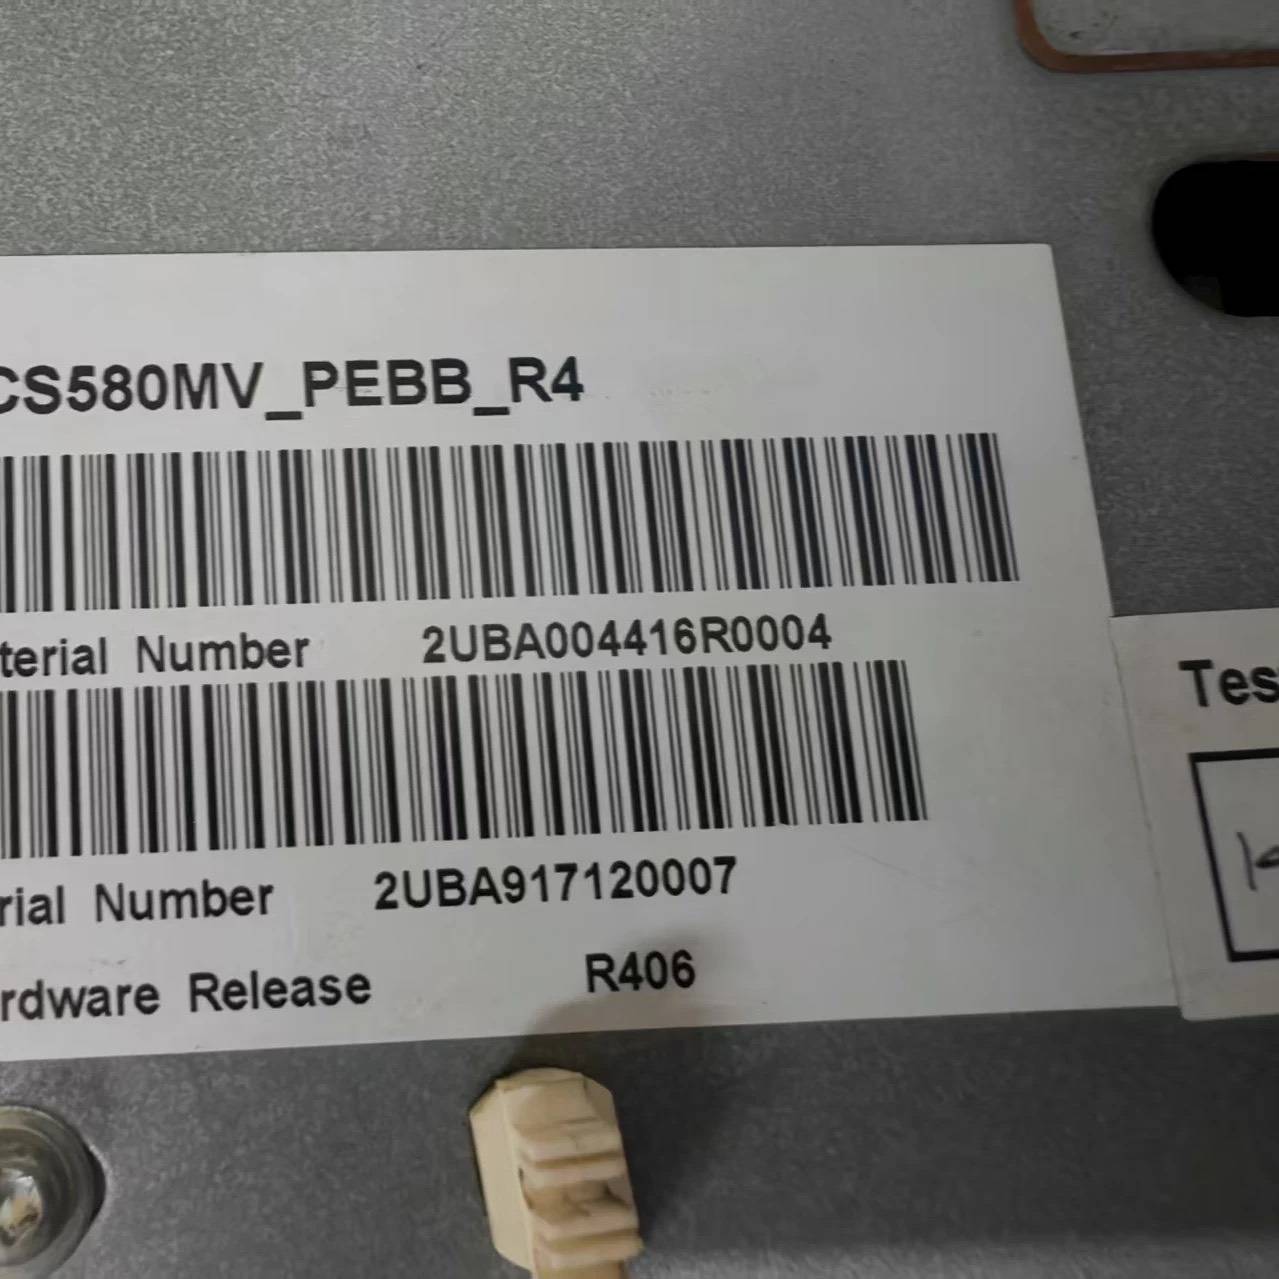 CS580MV_PEBB_R4
terial Number 2UBA004416R0004
rial Number 2UBA917120007
rdware Release R406
Tes